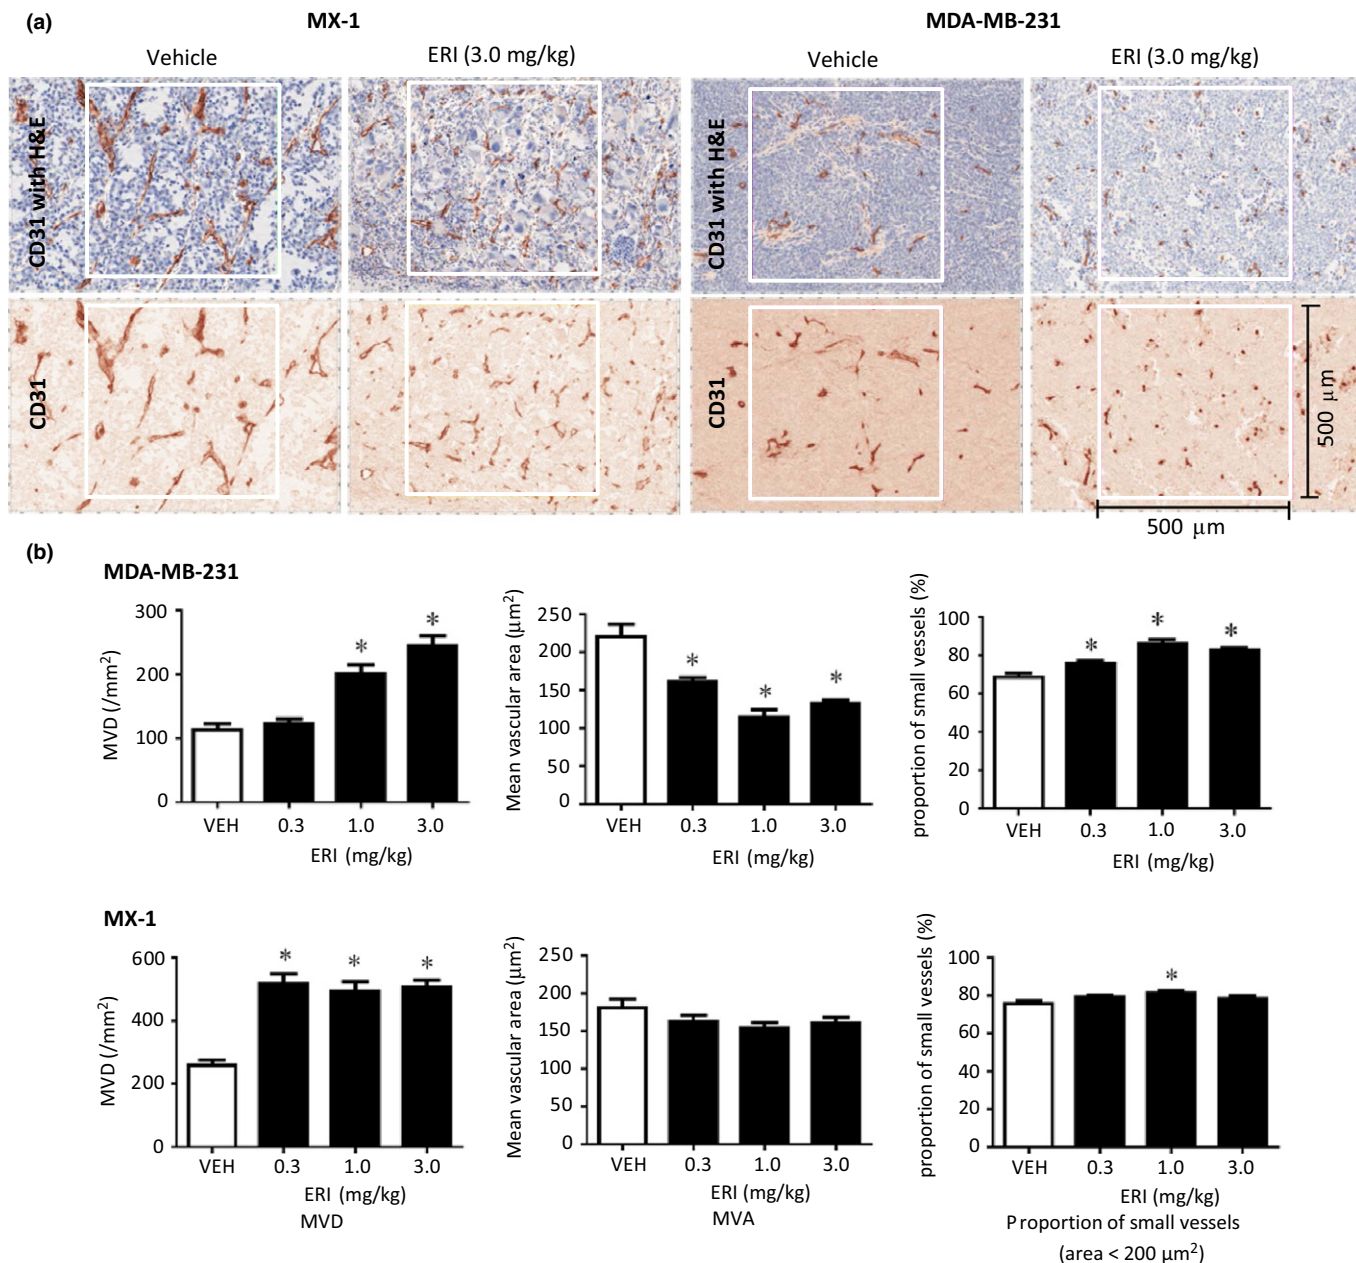 (a)
MX-1
MDA-MB-231
Vehicle
ERI (3.0 mg/kg)
Vehicle
ERI (3.0 mg/kg)
CD31 with H&E
CD31 with H&E
CD31
CD31
500 μm
500 μm
(b)
MDA-MB-231
MVD (/mm²)
300
200
100
0
* *
VEH 0.3 1.0 3.0
ERI (mg/kg)
Mean vascular area (μm²)
250
200
150
100
50
0
* * *
VEH 0.3 1.0 3.0
ERI (mg/kg)
proportion of small vessels (%)
100
80
60
40
20
0
* * *
VEH 0.3 1.0 3.0
ERI (mg/kg)
MX-1
MVD (/mm²)
600
400
200
0
* * *
VEH 0.3 1.0 3.0
ERI (mg/kg)
MVD
Mean vascular area (μm²)
250
200
150
100
50
0
VEH 0.3 1.0 3.0
ERI (mg/kg)
MVA
proportion of small vessels (%)
100
80
60
40
20
0
*
VEH 0.3 1.0 3.0
ERI (mg/kg)
Proportion of small vessels
(area < 200 μm²)